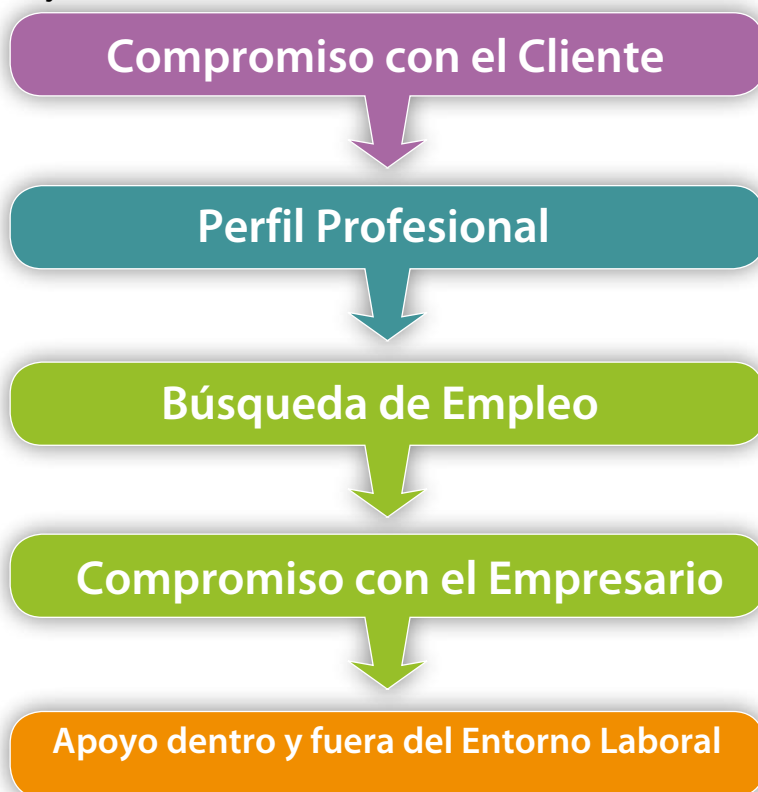 Compromiso con el Cliente
Perfil Profesional
Búsqueda de Empleo
Compromiso con el Empresario
Apoyo dentro y fuera del Entorno Laboral